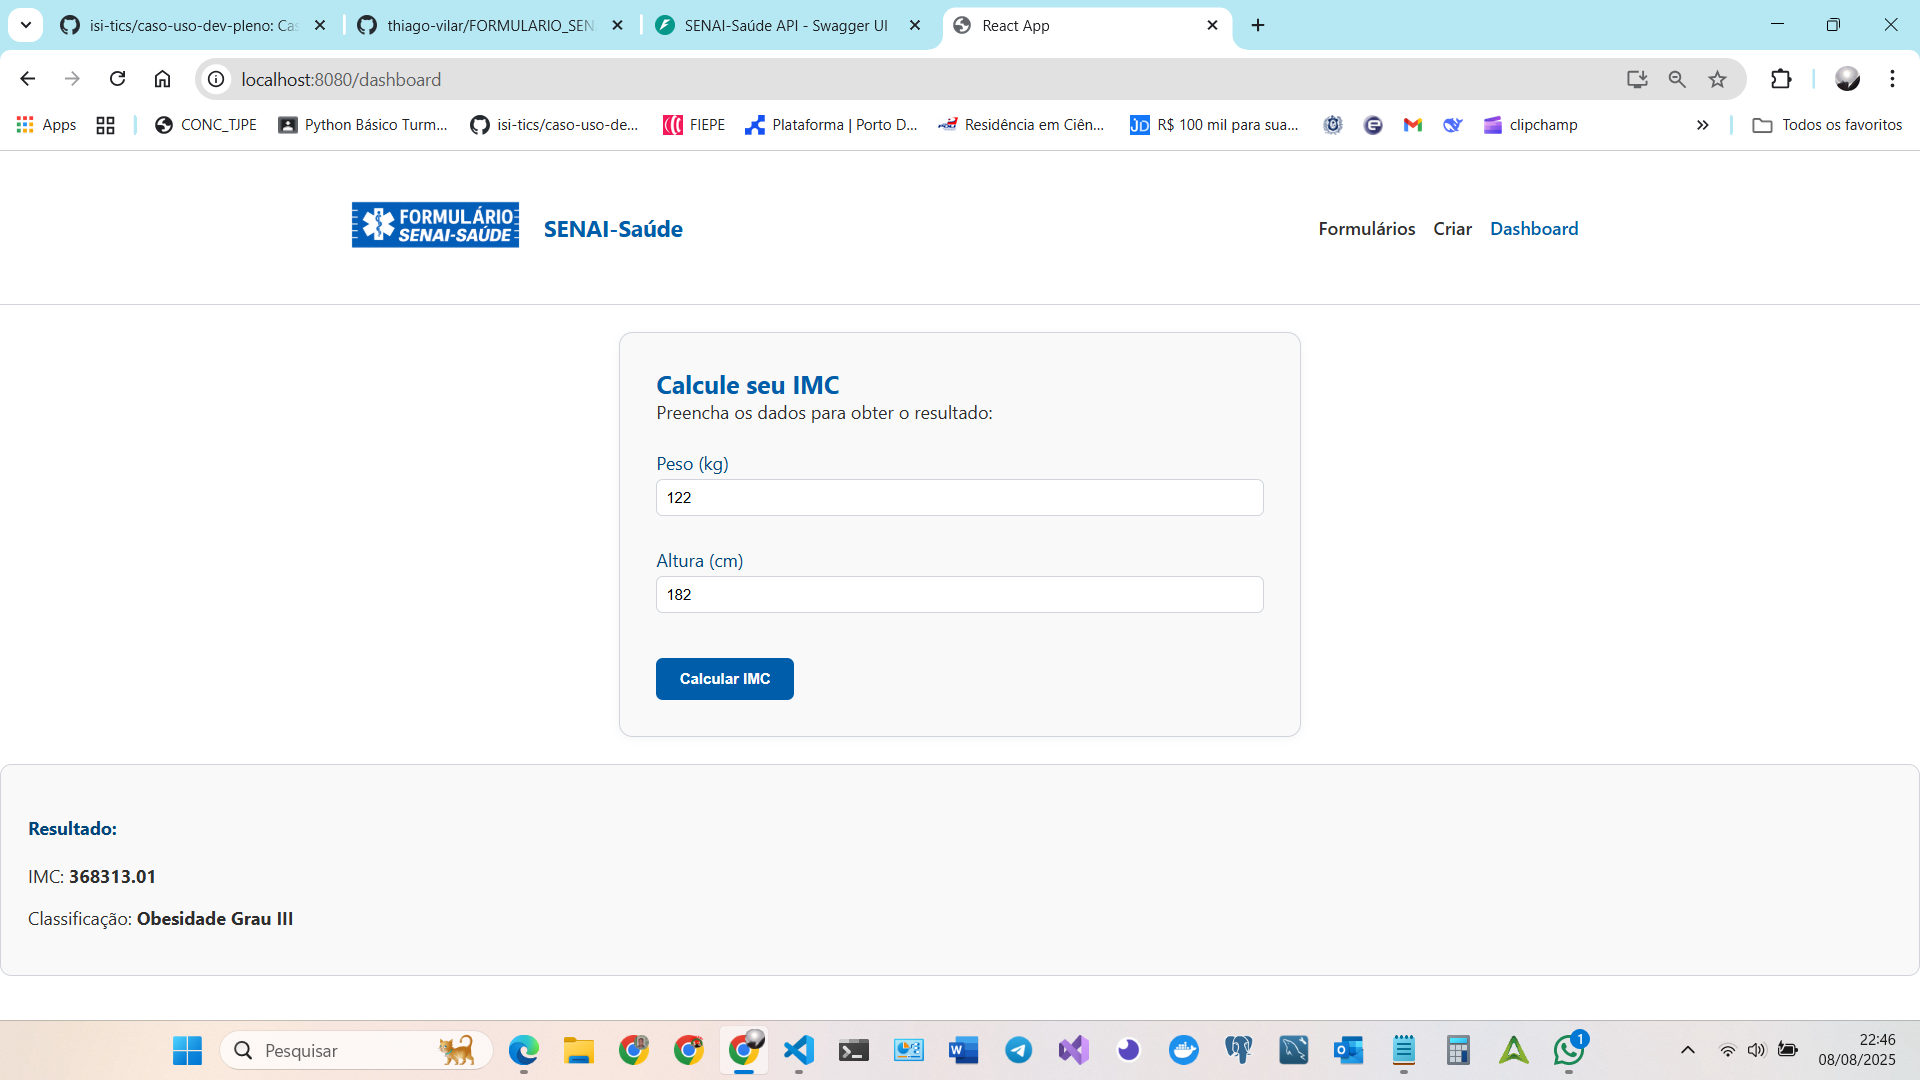 isi-tics/caso-uso-dev-pleno: Cas
thiago-vilar/FORMULARIO_SEN
SENAI-Saúde API - Swagger UI
React App
localhost:8080/dashboard
Apps
CONC_TJPE
Python Básico Turm...
isi-tics/caso-uso-de...
FIEPE
Plataforma | Porto D...
Residência em Ciên...
JD
R$ 100 mil para sua...
clipchamp
Todos os favoritos
FORMULÁRIO
SENAI-SAÚDE
SENAI-Saúde
Formulários
Criar
Dashboard
Calcule seu IMC
Preencha os dados para obter o resultado:
Peso (kg)
122
Altura (cm)
182
Calcular IMC
Resultado:
IMC: 368313.01
Classificação: Obesidade Grau III
Pesquisar
1
22:46
08/08/2025